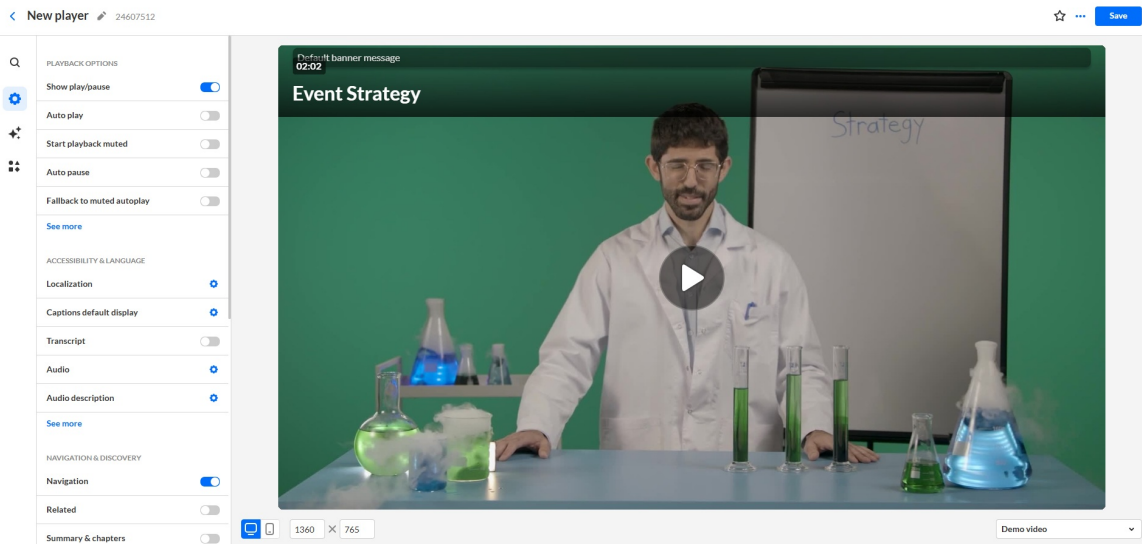 New player 24607512
Save
PLAYBACK OPTIONS
Show play/pause
Auto play
Start playback muted
Auto pause
Fallback to muted autoplay
See more
ACCESSIBILITY & LANGUAGE
Localization
Captions default display
Transcript
Audio
Audio description
See more
NAVIGATION & DISCOVERY
Navigation
Related
Summary & chapters
Default banner message
02:02
Event Strategy
Strategy
1360 765
Demo video